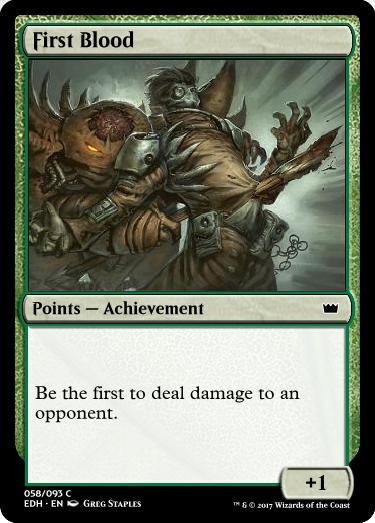 First Blood
Points — Achievement
Be the first to deal damage to an
opponent.
+1
058/093 C
EDH • EN Greg Staples
™ & © 2017 Wizards of the Coast